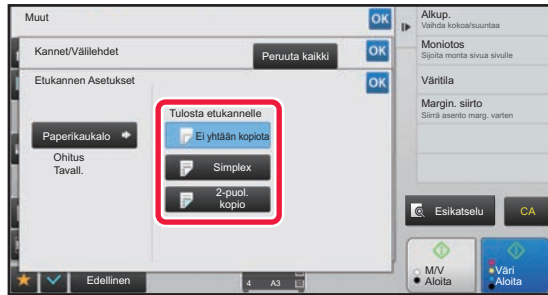 Muut
OK
Kannet/Välilehdet
Peruuta kaikki
OK
Etukannen Asetukset
OK
Tulosta etukannelle
Paperikaukalo
Ohitus
Tavall.
Ei yhtään kopiota
Simplex
2-puol.
kopio
Edellinen
4 A3
Alkup.
Vaihda kokoa/suuntaa
Moniotos
Sijoita monta sivua sivulle
Väritila
Margin. siirto
Siirrä asento marg. varten
Esikatselu
CA
M/V
Aloita
Väri
Aloita